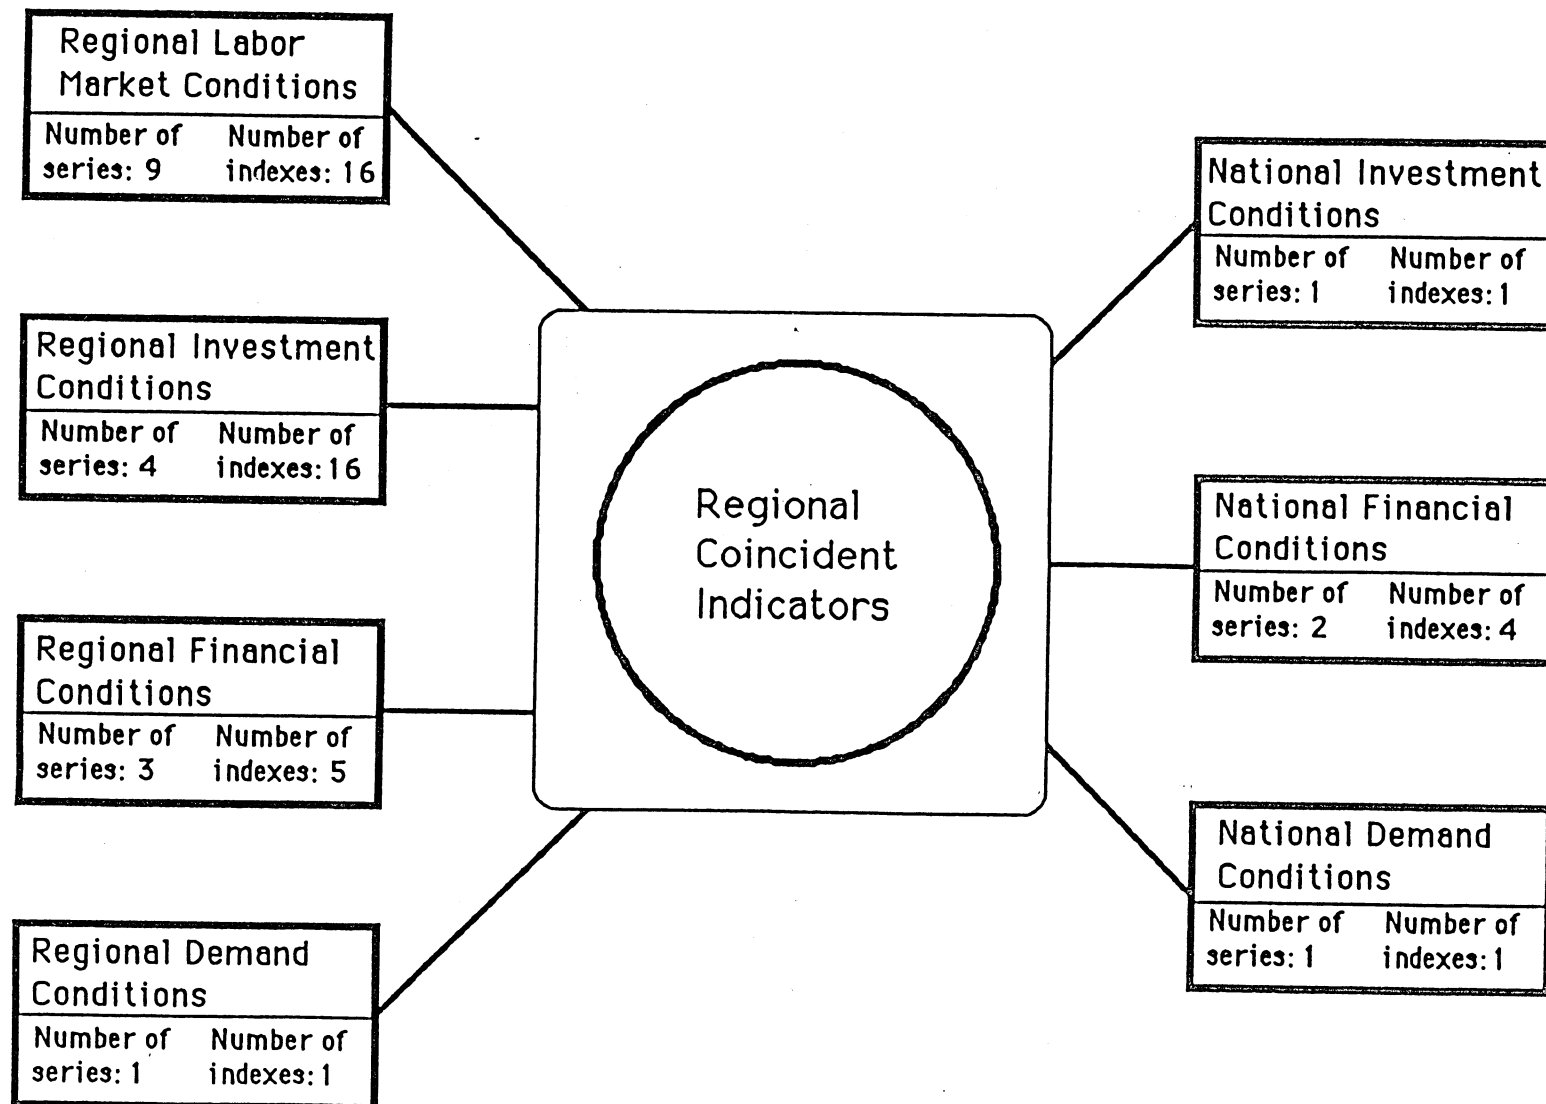 Regional Labor
Market Conditions
Number of Number of
series: 9 indexes: 16
Regional Investment
Conditions
Number of Number of
series: 4 indexes: 16
Regional Financial
Conditions
Number of Number of
series: 3 indexes: 5
Regional Demand
Conditions
Number of Number of
series: 1 indexes: 1
Regional
Coincident
Indicators
National Investment
Conditions
Number of Number of
series: 1 indexes: 1
National Financial
Conditions
Number of Number of
series: 2 indexes: 4
National Demand
Conditions
Number of Number of
series: 1 indexes: 1